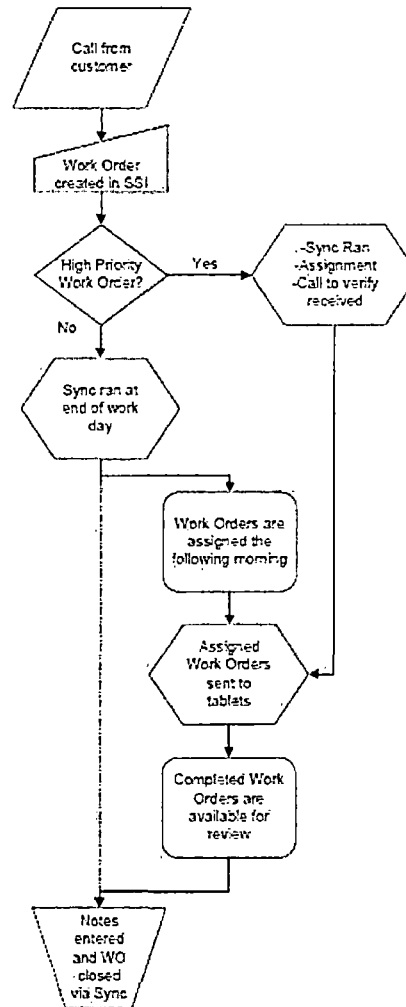 Call from
customer
Work Order
created in SSI
High Priority
Work Order?
Yes
-Sync Ran
-Assignment
-Call to verify
received
No
Sync ran at
end of work
day
Work Orders are
assigned the
following morning
Assigned
Work Orders
sent to
tablets
Completed Work
Orders are
available for
review
Notes
entered
and WO
closed
via Sync